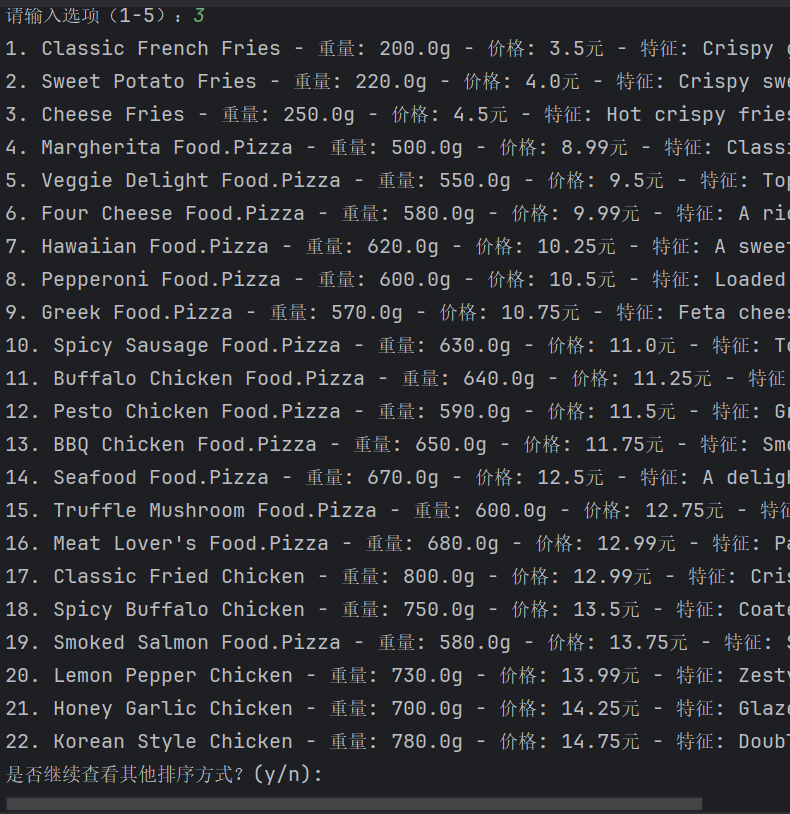 请输入选项（1-5）：3
1. Classic French Fries - 重量: 200.0g - 价格: 3.5元 - 特征: Crispy
2. Sweet Potato Fries - 重量: 220.0g - 价格: 4.0元 - 特征: Crispy
3. Cheese Fries - 重量: 250.0g - 价格: 4.5元 - 特征: Hot crispy fries
4. Margherita Food.Pizza - 重量: 500.0g - 价格: 8.99元 - 特征:
5. Veggie Delight Food.Pizza - 重量: 550.0g - 价格: 9.5元 - 特征:
6. Four Cheese Food.Pizza - 重量: 580.0g - 价格: 9.99元 - 特征: A
7. Hawaiian Food.Pizza - 重量: 620.0g - 价格: 10.25元 - 特征: A sweet
8. Pepperoni Food.Pizza - 重量: 600.0g - 价格: 10.5元 - 特征: Loaded
9. Greek Food.Pizza - 重量: 570.0g - 价格: 10.75元 - 特征: Feta
10. Spicy Sausage Food.Pizza - 重量: 630.0g - 价格: 11.0元 - 特征:
11. Buffalo Chicken Food.Pizza - 重量: 640.0g - 价格: 11.25元 - 特征
12. Pesto Chicken Food.Pizza - 重量: 590.0g - 价格: 11.5元 - 特征:
13. BBQ Chicken Food.Pizza - 重量: 650.0g - 价格: 11.75元 - 特征:
14. Seafood Food.Pizza - 重量: 670.0g - 价格: 12.5元 - 特征: A
15. Truffle Mushroom Food.Pizza - 重量: 600.0g - 价格: 12.75元 - 特征
16. Meat Lover's Food.Pizza - 重量: 680.0g - 价格: 12.99元 - 特征:
17. Classic Fried Chicken - 重量: 800.0g - 价格: 12.99元 - 特征:
18. Spicy Buffalo Chicken - 重量: 750.0g - 价格: 13.5元 - 特征:
19. Smoked Salmon Food.Pizza - 重量: 580.0g - 价格: 13.75元 - 特征:
20. Lemon Pepper Chicken - 重量: 730.0g - 价格: 13.99元 - 特征: Zesty
21. Honey Garlic Chicken - 重量: 700.0g - 价格: 14.25元 - 特征:
22. Korean Style Chicken - 重量: 780.0g - 价格: 14.75元 - 特征:
是否继续查看其他排序方式？(y/n):